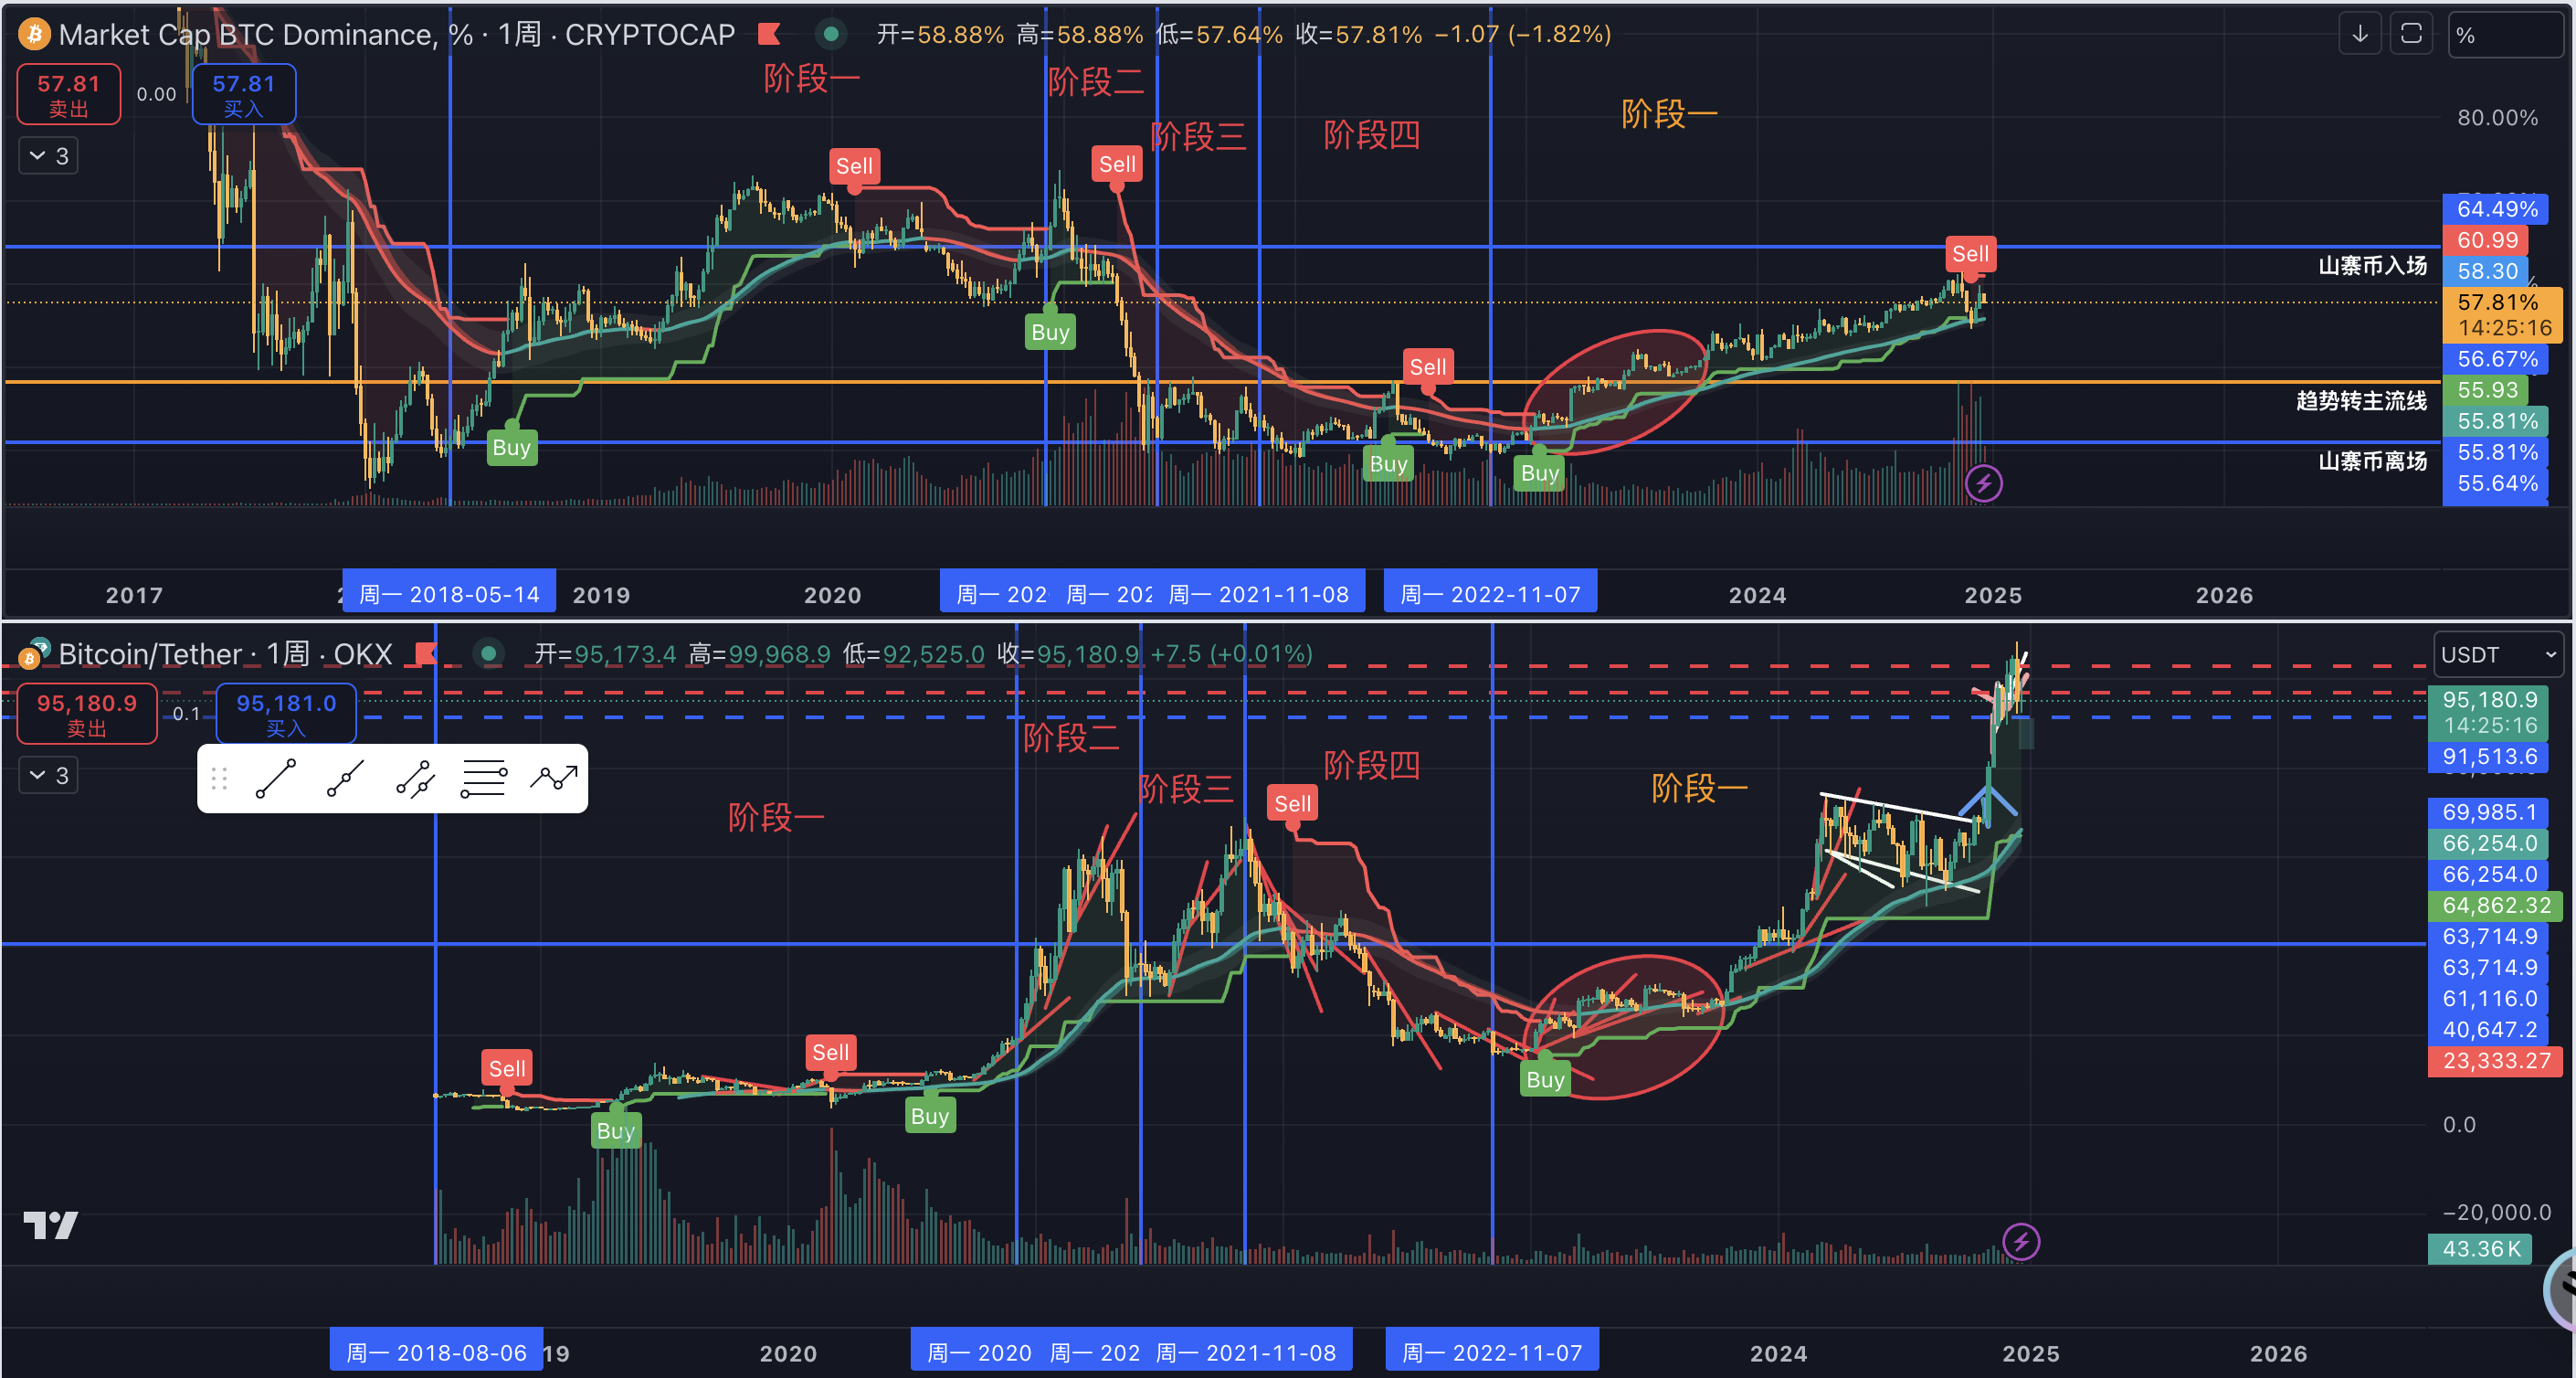 Market Cap BTC Dominance, % · 1周 · CRYPTOCAP
开=58.88% 高=58.88% 低=57.64% 收=57.81% −1.07 (−1.82%)
%
57.81
卖出
0.00
57.81
买入
3
阶段一
阶段二
阶段三
阶段四
阶段一
80.00%
Sell
Sell
64.49%
60.99
Sell
山寨币入场
58.30
57.81%
14:25:16
Buy
56.67%
Sell
55.93
趋势转主流线
55.81%
Buy
55.81%
山寨币离场
Buy
Buy
55.64%
2017
周一 2018-05-14
2019
2020
周一 202
周一 202
周一 2021-11-08
周一 2022-11-07
2024
2025
2026
Bitcoin/Tether · 1周 · OKX
开=95,173.4 高=99,968.9 低=92,525.0 收=95,180.9 +7.5 (+0.01%)
USDT
95,180.9
卖出
0.1
95,181.0
买入
3
95,180.9
14:25:16
91,513.6
阶段二
阶段三
阶段四
阶段一
阶段一
Sell
69,985.1
66,254.0
66,254.0
64,862.32
63,714.9
63,714.9
61,116.0
40,647.2
23,333.27
Sell
Sell
Buy
Buy
Buy
0.0
−20,000.0
43.36 K
周一 2018-08-06
19
2020
周一 2020
周一 202
周一 2021-11-08
周一 2022-11-07
2024
2025
2026